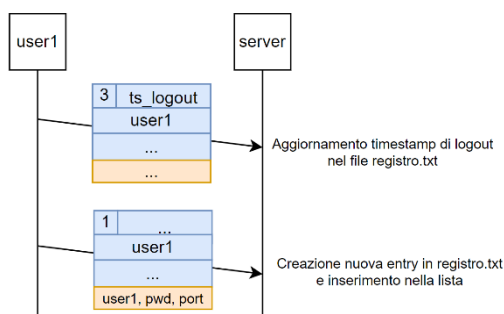 user1
server
3 ts_logout
user1
...
...
Aggiornamento timestamp di logout
nel file registro.txt
1 ...
user1
...
user1, pwd, port
Creazione nuova entry in registro.txt
e inserimento nella lista